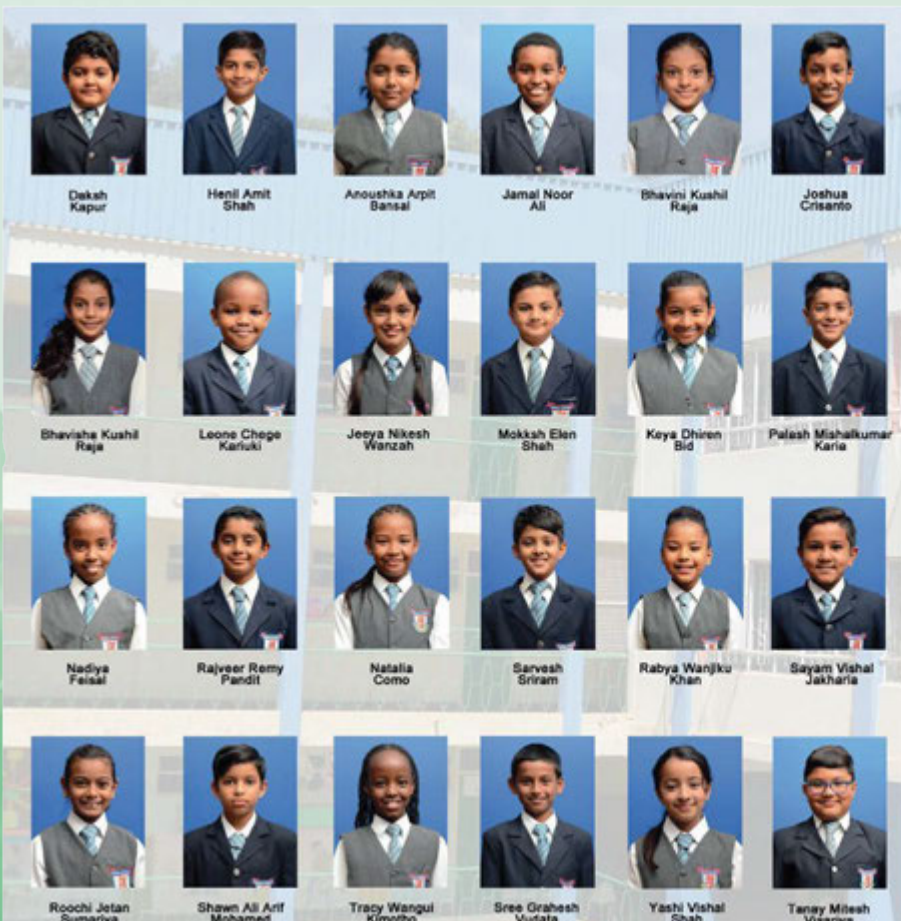 Daksh
Kapur
Henil Amit
Shah
Anoushka Arpit
Bansal
Jamal Noor
Ali
Bhavini Kushil
Raja
Joshua
Crisanto
Bhavisha Kushil
Raja
Leone Chege
Kariuki
Jeeya Nikesh
Wanzah
Mokksh Elen
Shah
Keya Dhiren
Bid
Palash Mishalkumar
Karia
Nadiya
Feisal
Rajveer Remy
Pandit
Natalia
Como
Sarvesh
Sriram
Rabya Wanjiku
Khan
Sayam Vishal
Jakharia
Roochi Jetan
Sumariya
Shawn Ali Arif
Mohamed
Tracy Wangui
Kimotho
Sree Grahesh
Vudata
Yashi Vishal
Shah
Tanay Mitesh